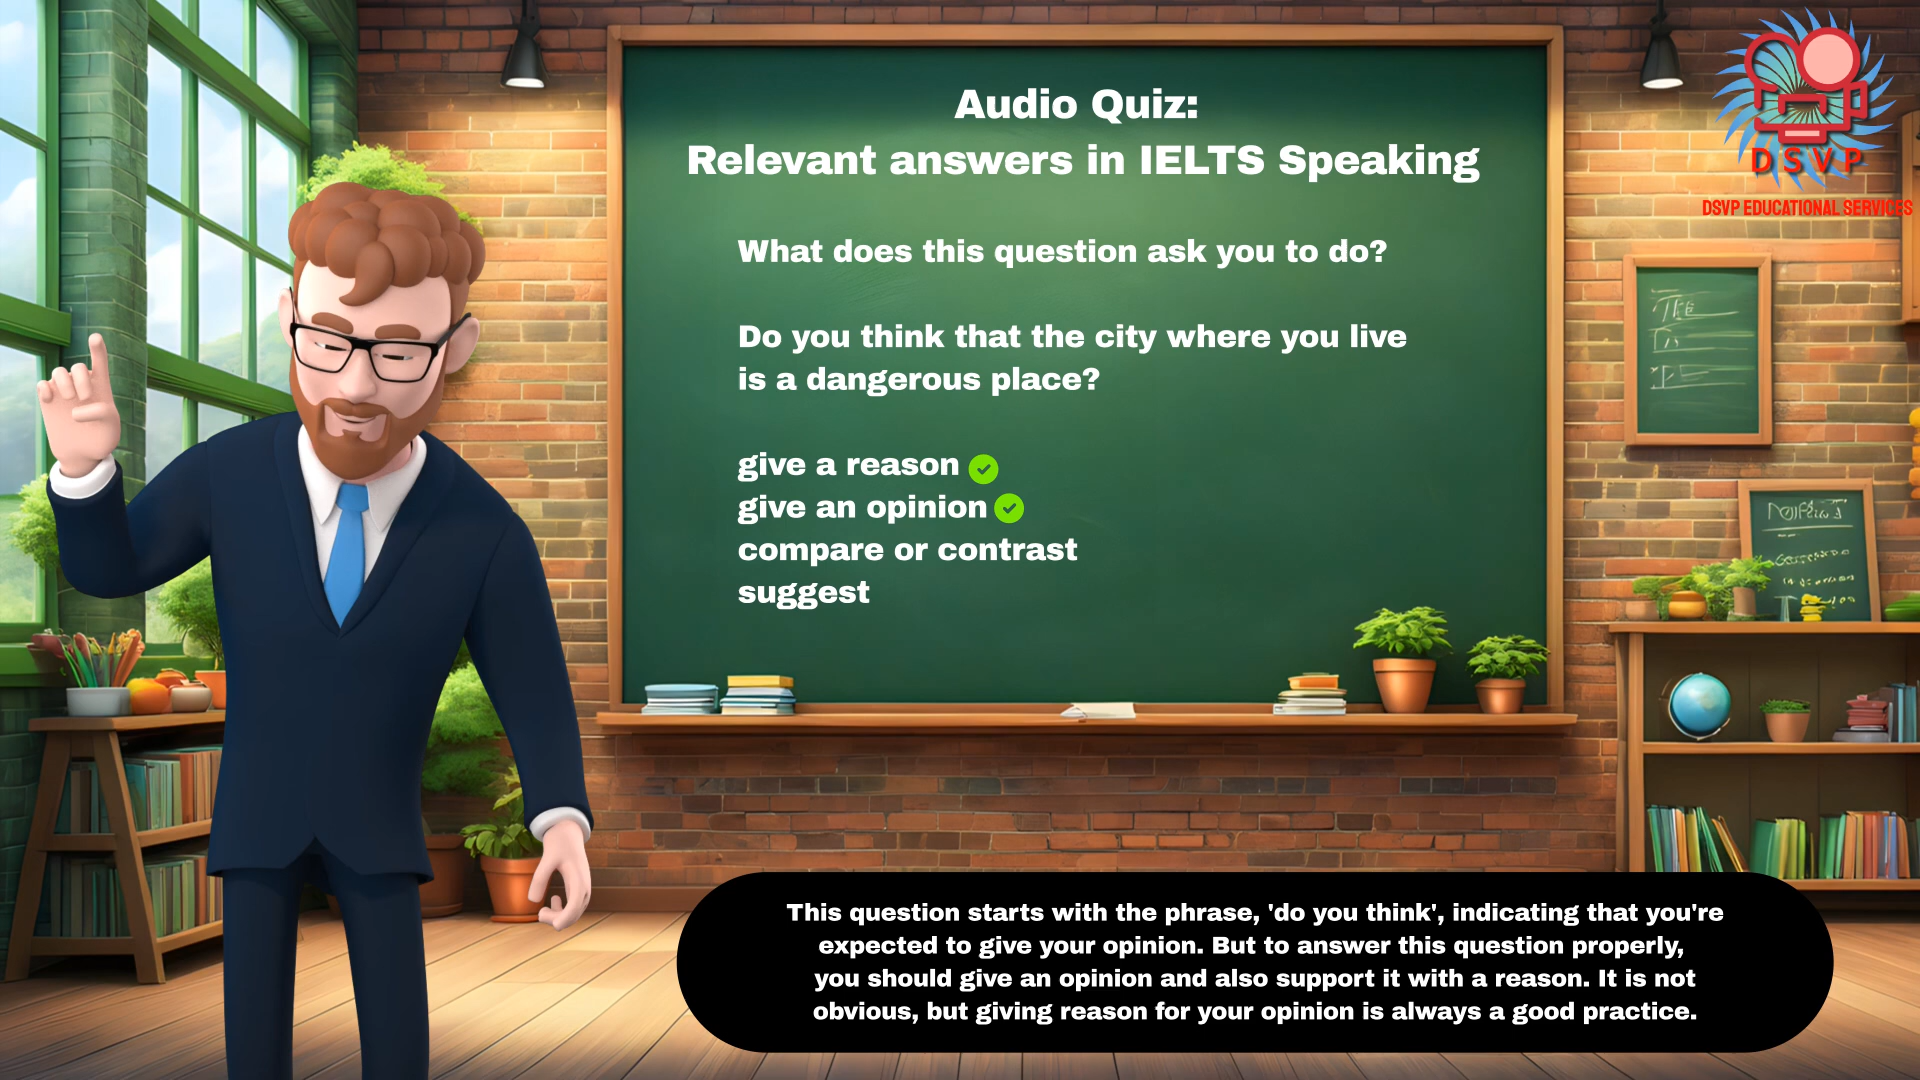 Audio Quiz:
Relevant answers in IELTS Speaking
What does this question ask you to do?
Do you think that the city where you live
is a dangerous place?
give a reason
give an opinion
compare or contrast
suggest
This question starts with the phrase, 'do you think', indicating that you're
expected to give your opinion. But to answer this question properly,
you should give an opinion and also support it with a reason. It is not
obvious, but giving reason for your opinion is always a good practice.
DSVP
DSVP EDUCATIONAL SERVICES